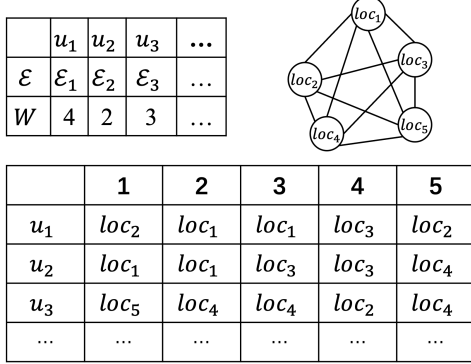 u₁ u₂ u₃ ...
ℰ ℰ₁ ℰ₂ ℰ₃ ...
W 4 2 3 ...
loc₁
loc₃
loc₂
loc₅
loc₄
1 2 3 4 5
u₁ loc₂ loc₁ loc₁ loc₃ loc₂
u₂ loc₁ loc₁ loc₃ loc₃ loc₄
u₃ loc₅ loc₄ loc₄ loc₂ loc₄
... ... ... ... ... ...